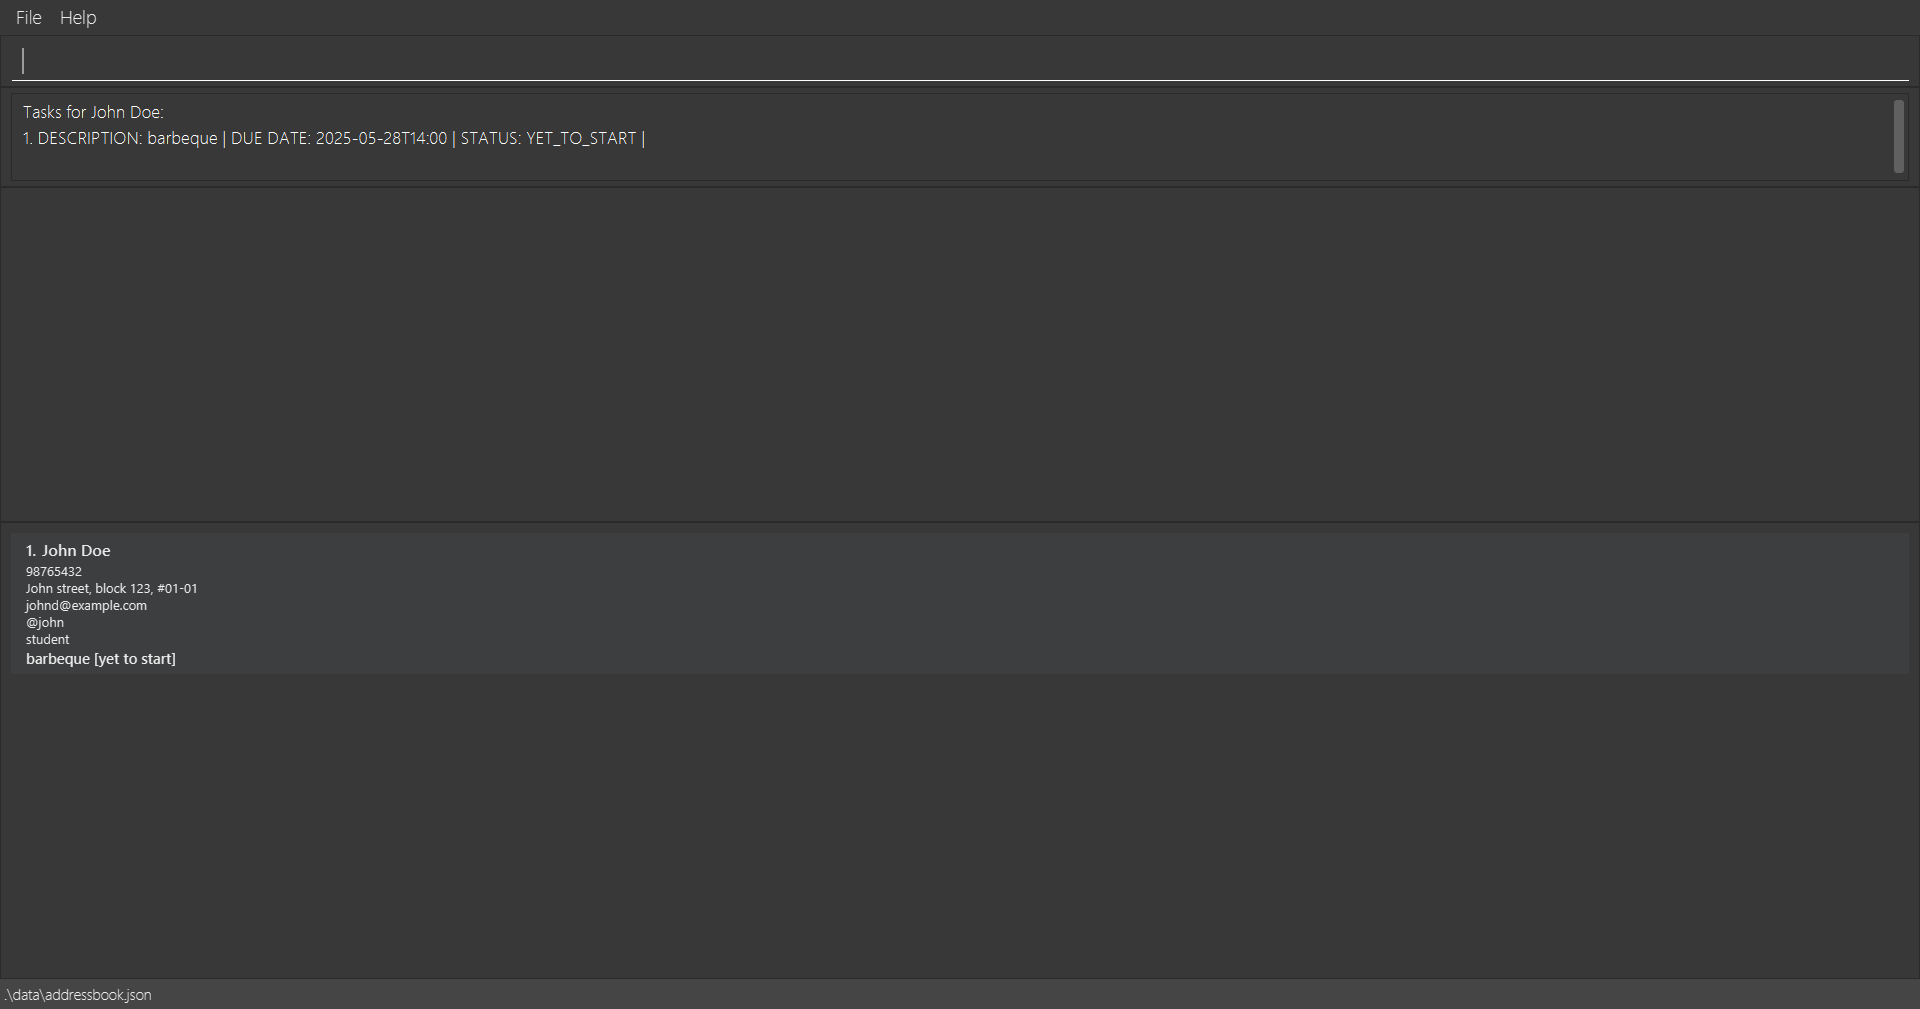 File Help
Tasks for John Doe:
1. DESCRIPTION: barbeque | DUE DATE: 2025-05-28T14:00 | STATUS: YET_TO_START |
1. John Doe
98765432
John street, block 123, #01-01
johnd@example.com
@john
student
barbeque [yet to start]
.\data\addressbook.json